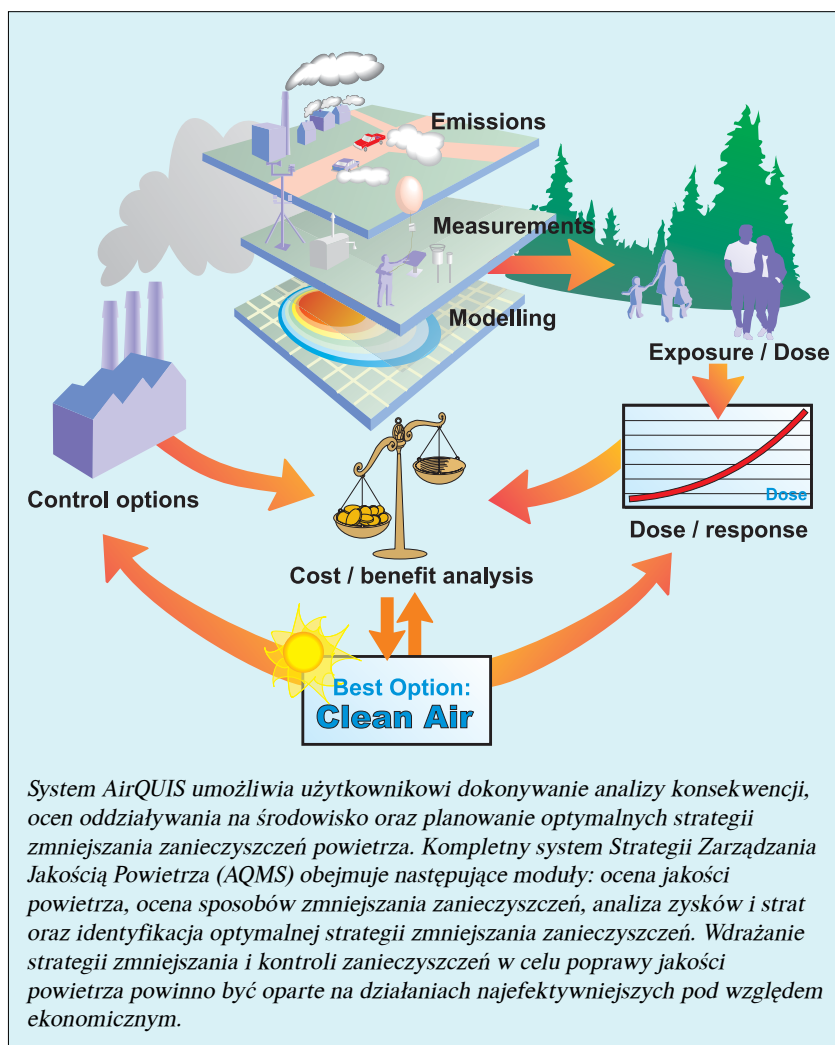 Emissions
Measurements
Modelling
Exposure / Dose
Control options
Dose
Dose / response
Cost / benefit analysis
Best Option:
Clean Air
System AirQUIS umożliwia użytkownikowi dokonywanie analizy konsekwencji,
ocen oddziaływania na środowisko oraz planowanie optymalnych strategii
zmniejszania zanieczyszczeń powietrza. Kompletny system Strategii Zarządzania
Jakością Powietrza (AQMS) obejmuje następujące moduły: ocena jakości
powietrza, ocena sposobów zmniejszania zanieczyszczeń, analiza zysków i strat
oraz identyfikacja optymalnej strategii zmniejszania zanieczyszczeń. Wdrażanie
strategii zmniejszania i kontroli zanieczyszczeń w celu poprawy jakości
powietrza powinno być oparte na działaniach najefektywniejszych pod względem
ekonomicznym.